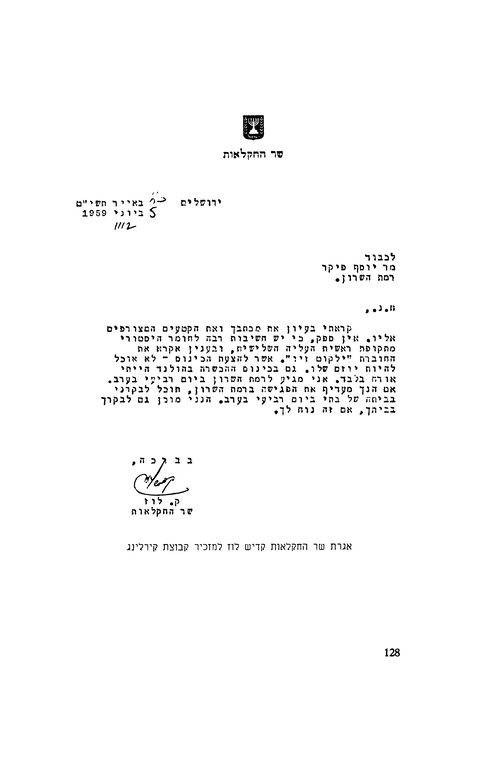 שר החקלאות
ירושלים כ"ח באייר תשי"ט
5 ביוני 1959
1112
לכבוד
מר יוסף פיקר
רמת השרון.
ח.נ.,
קראתי בעיון את מכתבך ואת הקטעים המצורפים
אליו. אין ספק, כי יש חשיבות רבה לחומר היסטורי
מתקופת ראשית העליה השלישית, ובענין אקרא את
החוברת "ילקוט זיו". אשר להצעת הכינוס - לא אוכל
להיות יוזם שלו. גם בכינוס ההכשרה בהולנד הייתי
אורח בלבד. אני מגיע לרמת השרון ביום רביעי בערב.
אם הנך מעדיף את הפגישה ברמת השרון, תוכל לבקרני
בביתה של בתי ביום רביעי בערב. הנני מוכן גם לבקרך
בביתך, אם זה נוח לך.
בברכה,
ק. לוז
שר החקלאות
אגרת שר החקלאות קדיש לוז למזכיר קבוצת קירלינג
128